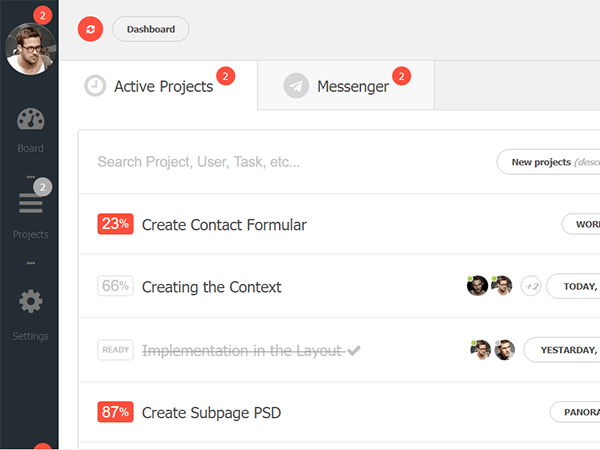 2
Dashboard
Active Projects 2
Messenger 2
Board
Search Project, User, Task, etc...
New projects (desc
2
Projects
23% Create Contact Formular
WOR
66% Creating the Context
+2
TODAY,
Settings
READY Implementation in the Layout
YESTARDAY,
87% Create Subpage PSD
PANORA